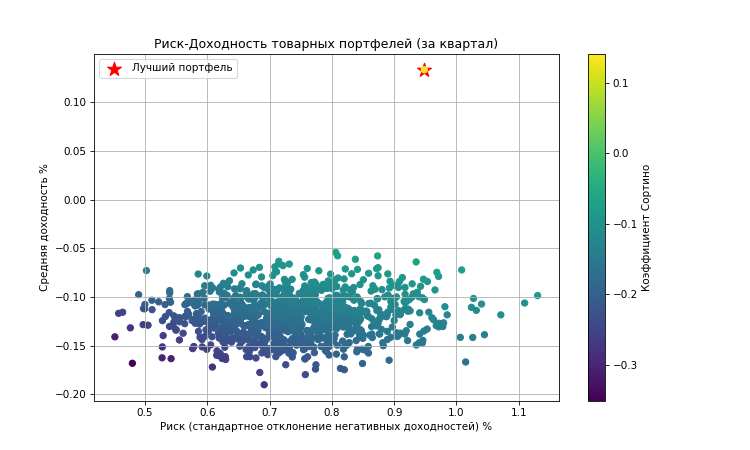 Риск-Доходность товарных портфелей (за квартал)
Лучший портфель
Средняя доходность %
0.10
0.05
0.00
−0.05
−0.10
−0.15
−0.20
0.5 0.6 0.7 0.8 0.9 1.0 1.1
Риск (стандартное отклонение негативных доходностей) %
0.1
0.0
−0.1
−0.2
−0.3
Коэффициент Сортино